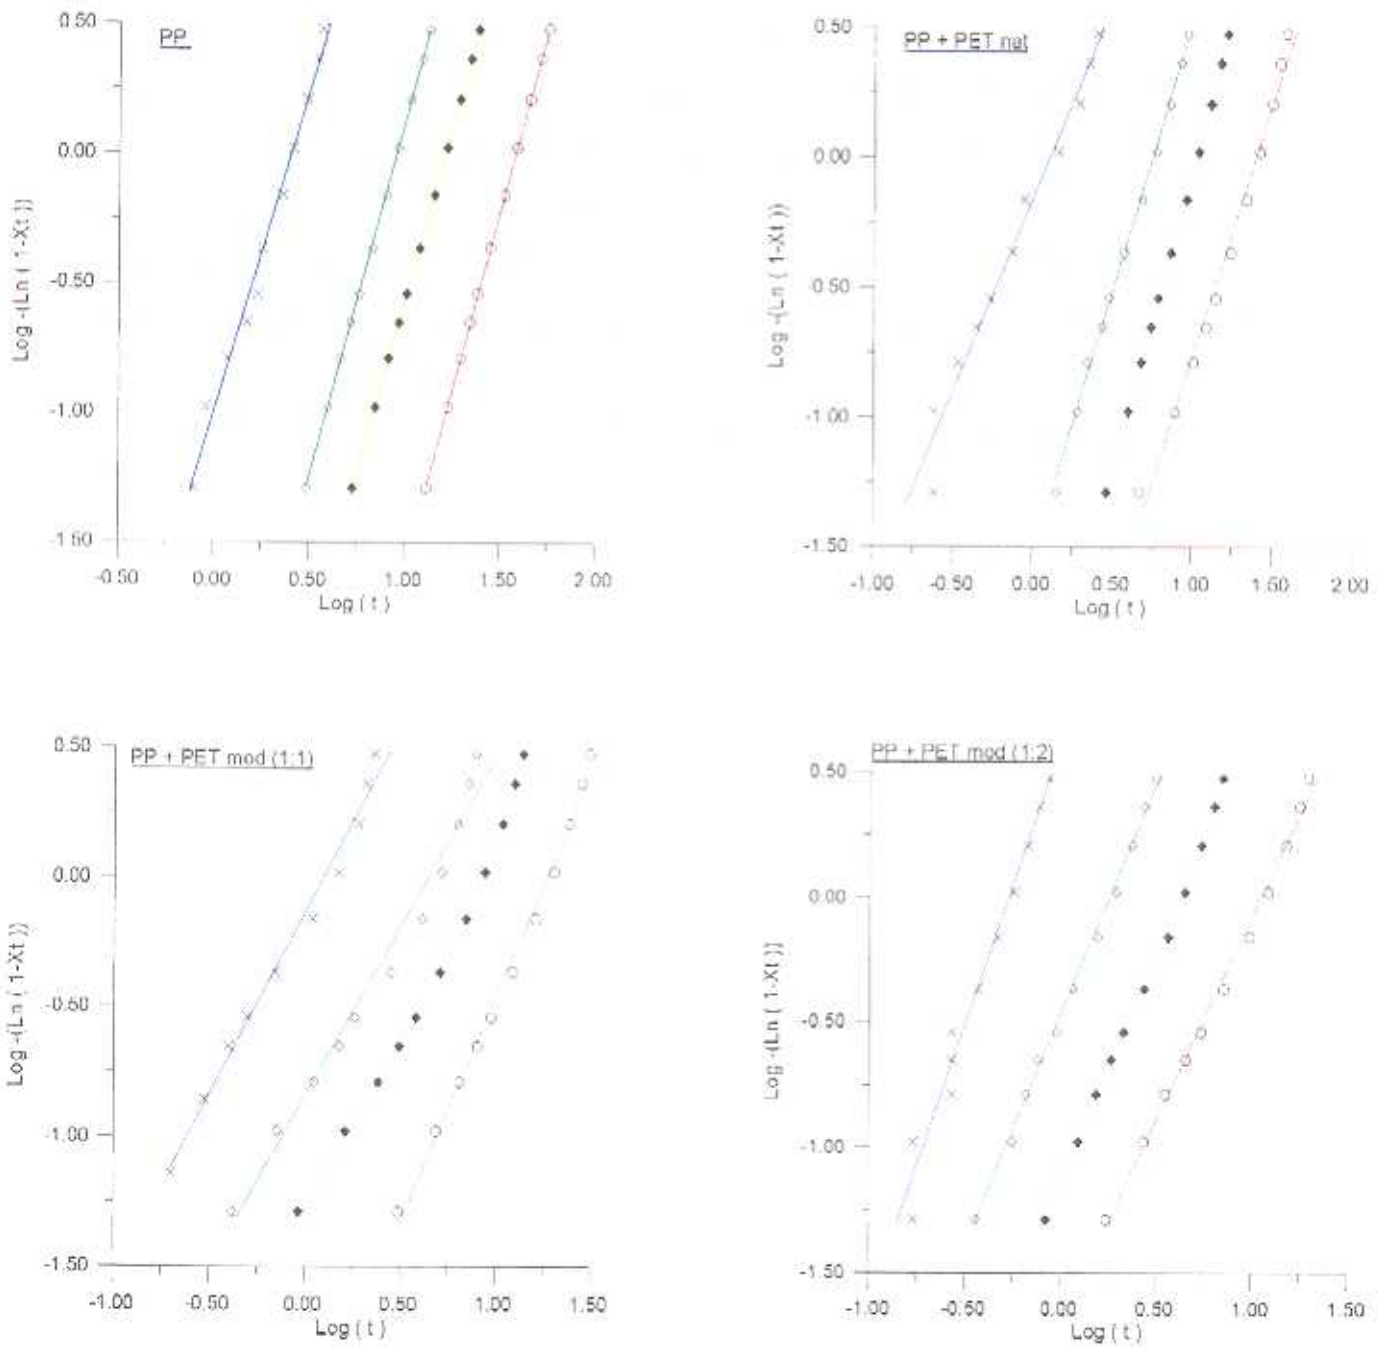 PP
0.50
0.00
-0.50
-1.00
-1.50
Log -(Ln ( 1-Xt ))
-0.50 0.00 0.50 1.00 1.50 2.00
Log ( t )
PP + PET nat
0.50
0.00
-0.50
-1.00
-1.50
Log -(Ln ( 1-Xt ))
-1.00 -0.50 0.00 0.50 1.00 1.50 2.00
Log ( t )
PP + PET mod (1:1)
0.50
0.00
-0.50
-1.00
-1.50
Log -(Ln ( 1-Xt ))
-1.00 -0.50 0.00 0.50 1.00 1.50
Log ( t )
PP + PET mod (1:2)
0.50
0.00
-0.50
-1.00
-1.50
Log -(Ln ( 1-Xt ))
-1.00 -0.50 0.00 0.50 1.00 1.50
Log ( t )